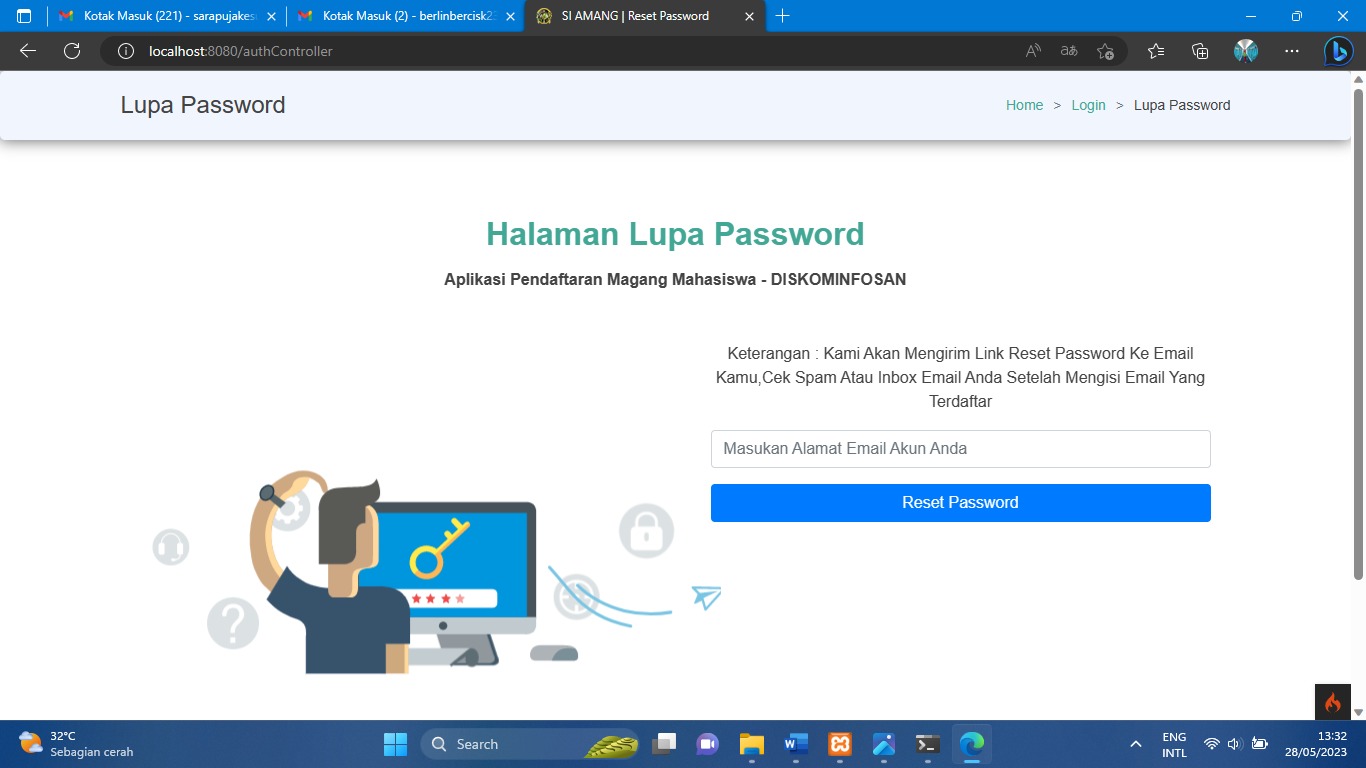 Kotak Masuk (221) - sarapujakes
Kotak Masuk (2) - berlinbercisk23
SI AMANG | Reset Password
localhost:8080/authController
Lupa Password
Home > Login > Lupa Password
Halaman Lupa Password
Aplikasi Pendaftaran Magang Mahasiswa - DISKOMINFOSAN
Keterangan : Kami Akan Mengirim Link Reset Password Ke Email
Kamu,Cek Spam Atau Inbox Email Anda Setelah Mengisi Email Yang
Terdaftar
Masukan Alamat Email Akun Anda
Reset Password
32°C
Sebagian cerah
Search
ENG
INTL
13:32
28/05/2023